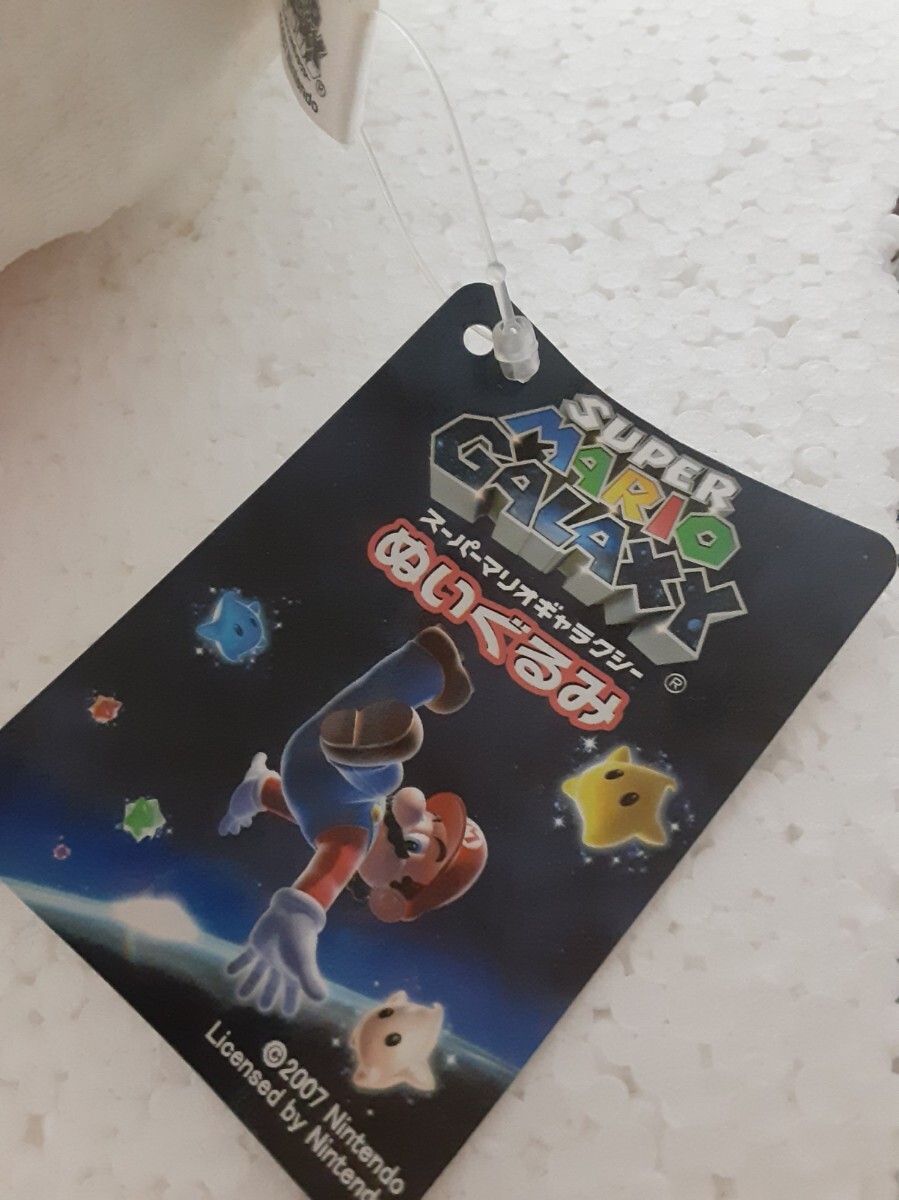 SUPER
MARIO
GALAXY
スーパーマリオギャラクシー
ぬいぐるみ
®
©2007 Nintendo
Licensed by Nintend